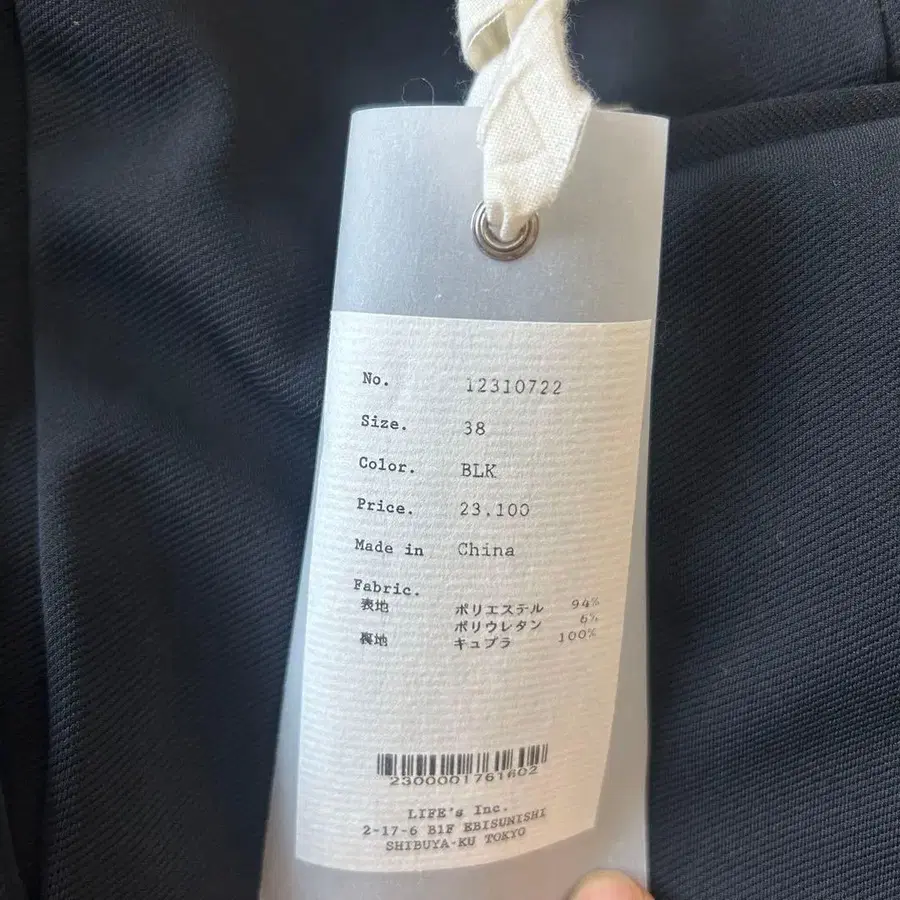 No. 12310722
Size. 38
Color. BLK
Price. 23,100
Made in China
Fabric.
表地 ポリエステル 94%
ポリウレタン 6%
裏地 キュプラ 100%
2300001761602
LIFE's Inc.
2-17-6 B1F EBISUNISHI
SHIBUYA-KU TOKYO